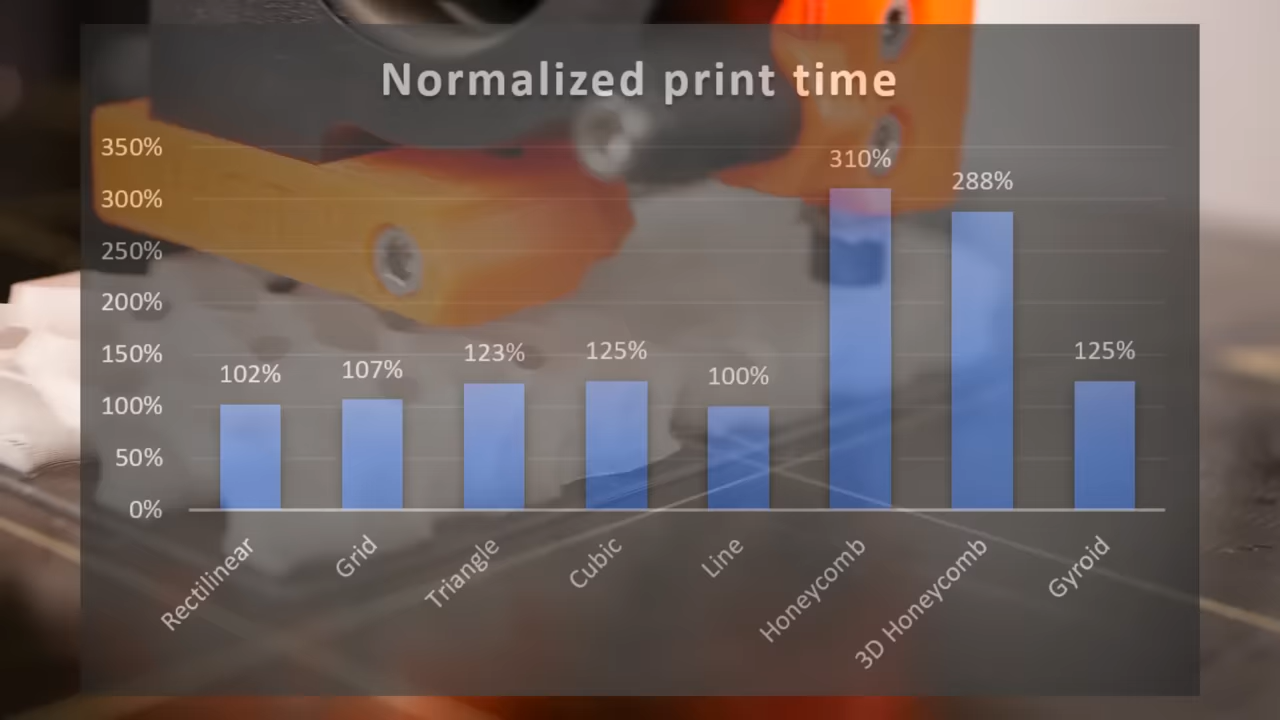 Normalized print time
350%
300%
250%
200%
150%
100%
50%
0%
102%
107%
123%
125%
100%
310%
288%
125%
Rectilinear
Grid
Triangle
Cubic
Line
Honeycomb
3D Honeycomb
Gyroid